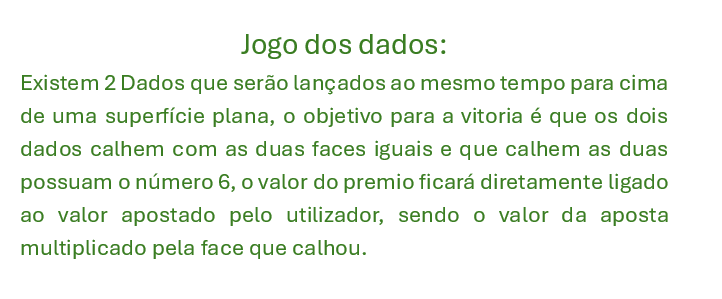 Jogo dos dados:
Existem 2 Dados que serão lançados ao mesmo tempo para cima
de uma superfície plana, o objetivo para a vitoria é que os dois
dados calhem com as duas faces iguais e que calhem as duas
possuam o número 6, o valor do premio ficará diretamente ligado
ao valor apostado pelo utilizador, sendo o valor da aposta
multiplicado pela face que calhou.